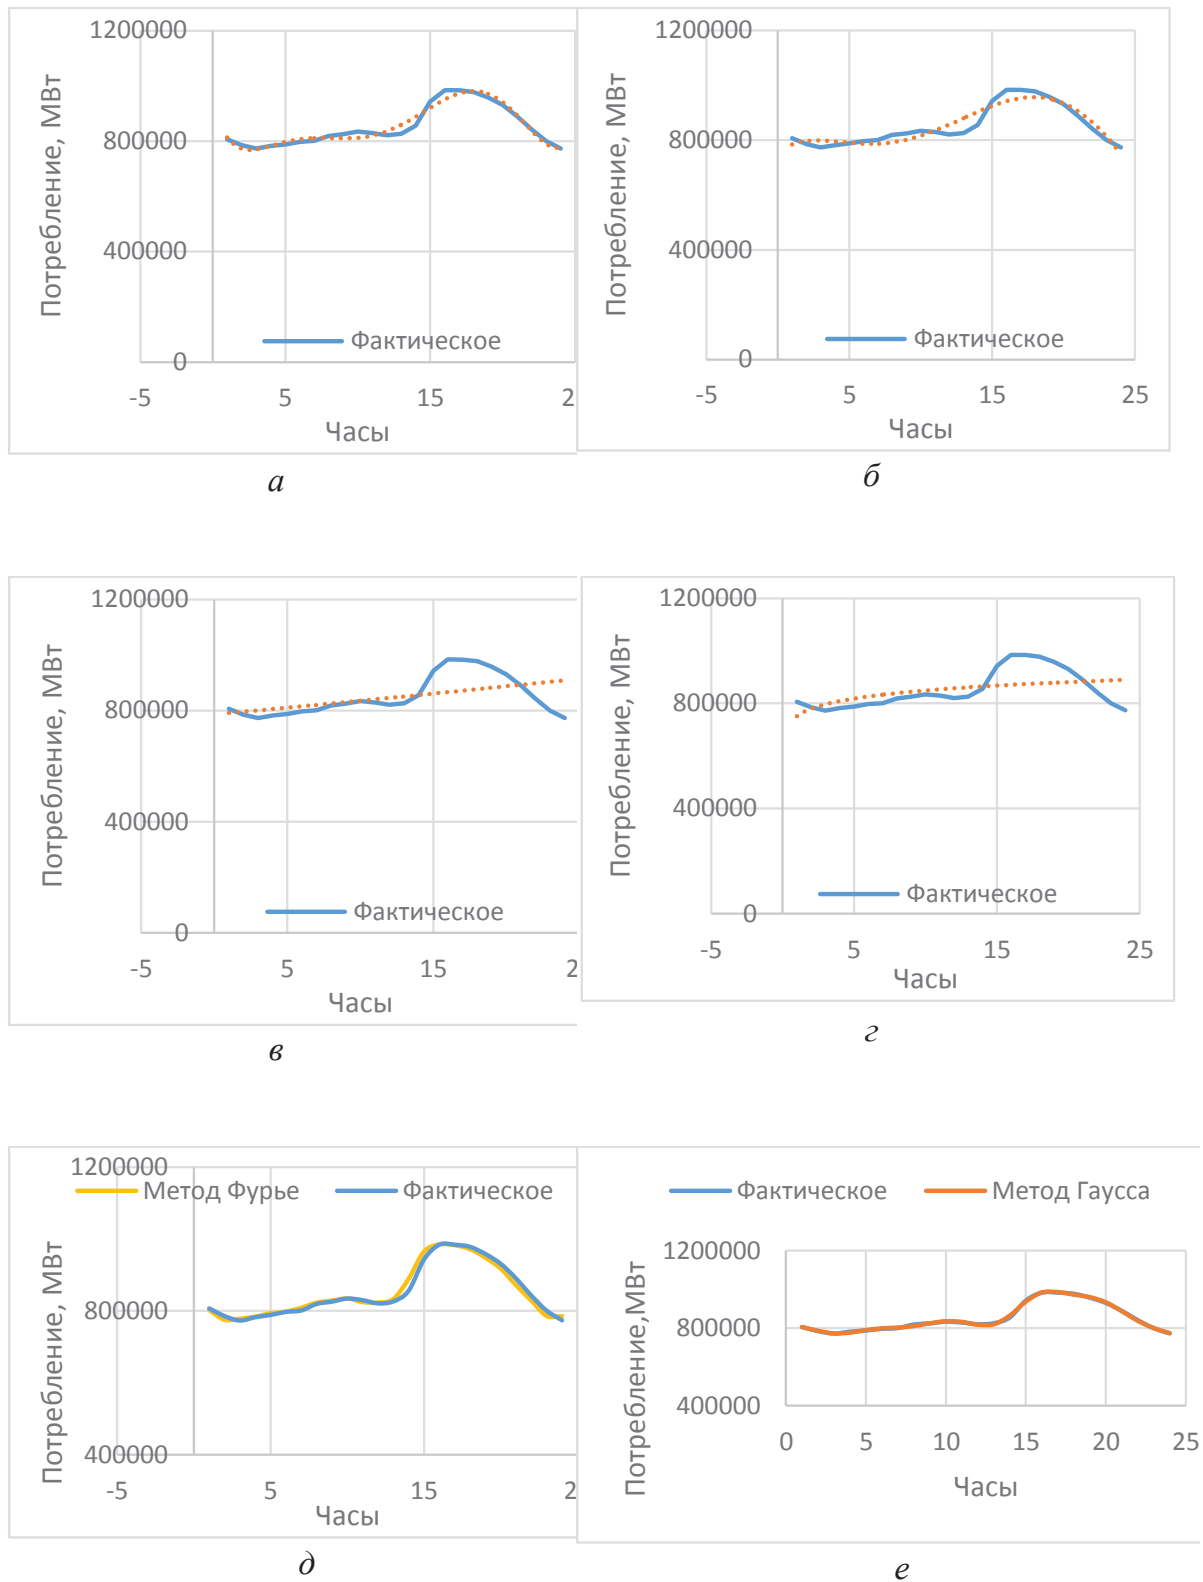 1200000
800000
400000
0
-5
5
15
2
Потребление, МВт
Часы
Фактическое
а
1200000
800000
400000
0
-5
5
15
25
Потребление, МВт
Часы
Фактическое
б
1200000
800000
400000
0
-5
5
15
2
Потребление, МВт
Часы
Фактическое
в
1200000
800000
400000
0
-5
5
15
25
Потребление, МВт
Часы
Фактическое
г
1200000
Метод Фурье
Фактическое
800000
400000
-5
5
15
2
Потребление, МВт
Часы
д
Фактическое
Метод Гаусса
1200000
800000
400000
0
5
10
15
20
25
Потребление,МВт
Часы
е